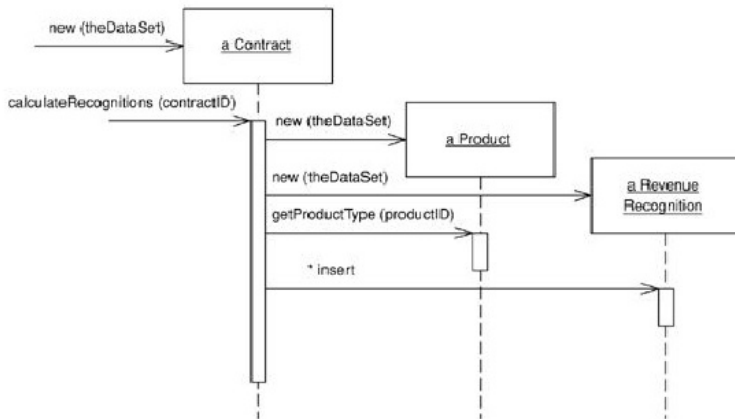 new (theDataSet)
a Contract
calculateRecognitions (contractID)
new (theDataSet)
a Product
new (theDataSet)
a Revenue
Recognition
getProductType (productID)
* insert